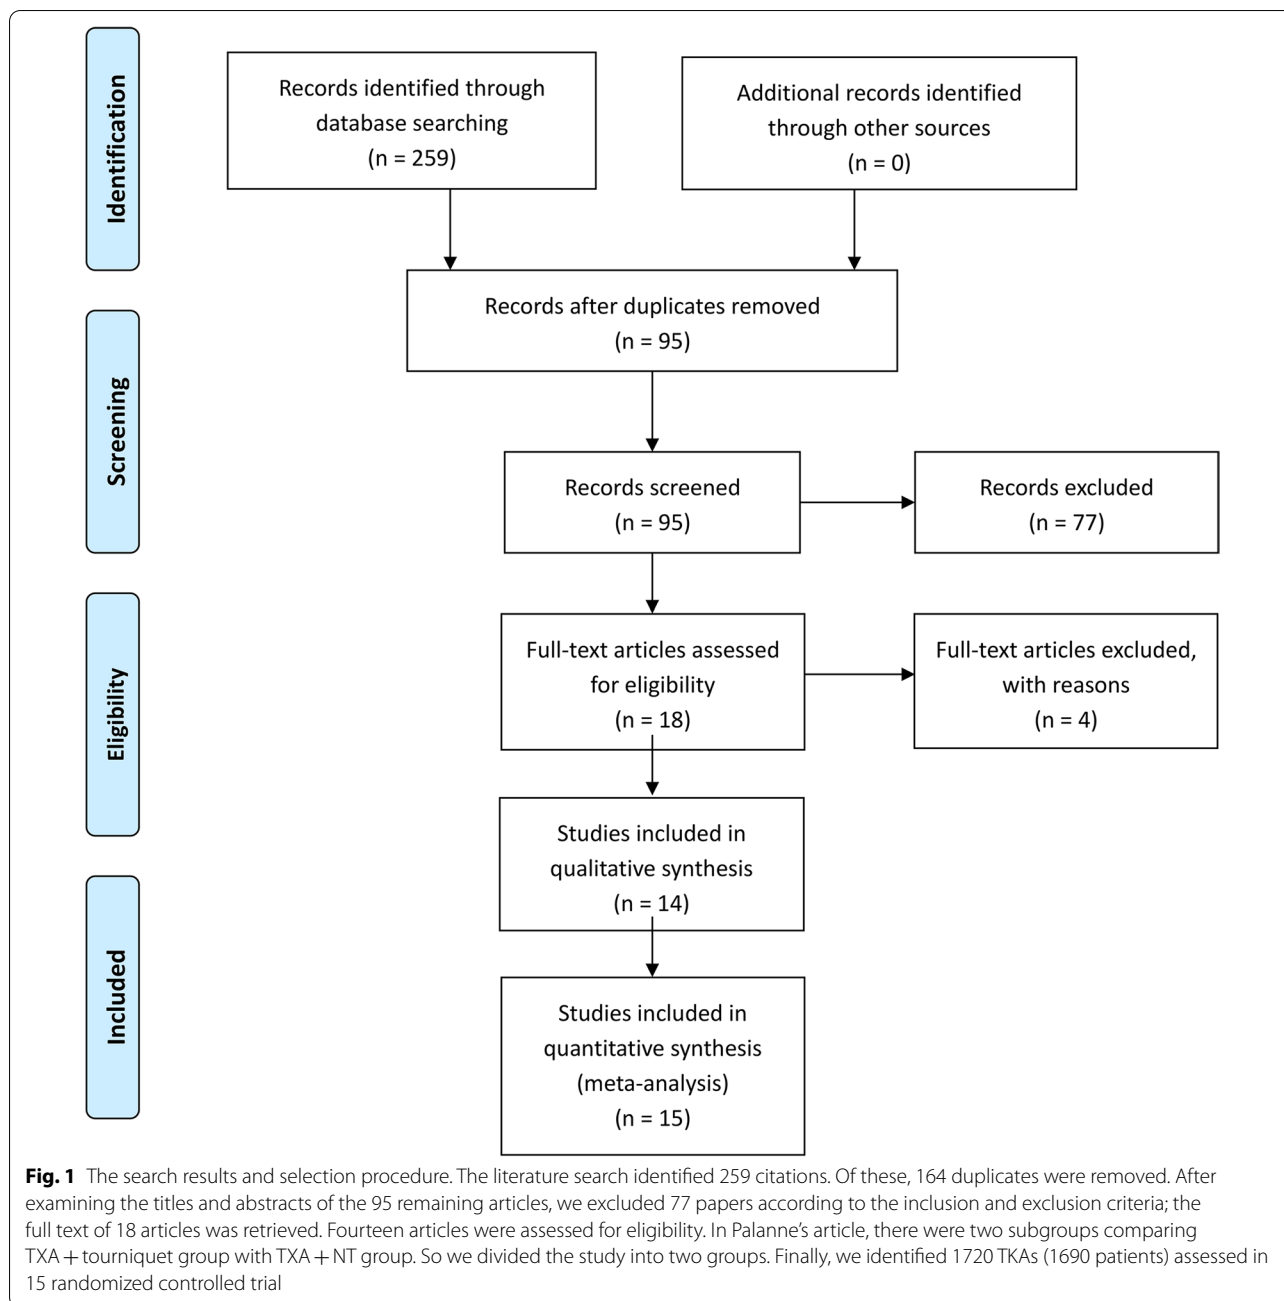 Identification
Records identified through
database searching
(n = 259)
Additional records identified
through other sources
(n = 0)
Records after duplicates removed
(n = 95)
Screening
Records screened
(n = 95)
Records excluded
(n = 77)
Eligibility
Full-text articles assessed
for eligibility
(n = 18)
Full-text articles excluded,
with reasons
(n = 4)
Studies included in
qualitative synthesis
(n = 14)
Included
Studies included in
quantitative synthesis
(meta-analysis)
(n = 15)
Fig. 1 The search results and selection procedure. The literature search identified 259 citations. Of these, 164 duplicates were removed. After
examining the titles and abstracts of the 95 remaining articles, we excluded 77 papers according to the inclusion and exclusion criteria; the
full text of 18 articles was retrieved. Fourteen articles were assessed for eligibility. In Palanne's article, there were two subgroups comparing
TXA + tourniquet group with TXA + NT group. So we divided the study into two groups. Finally, we identified 1720 TKAs (1690 patients) assessed in
15 randomized controlled trial